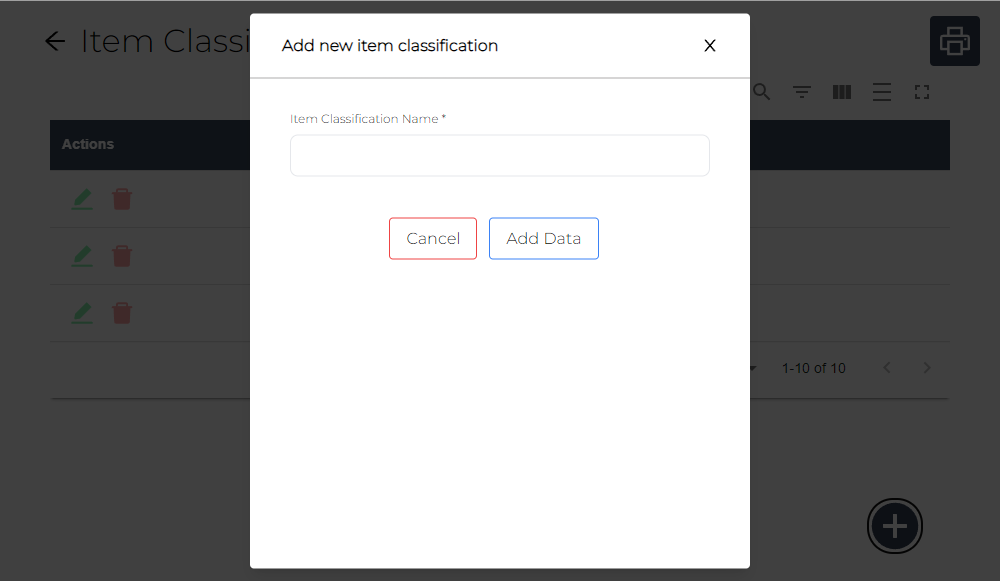 Item Classi
Add new item classification
X
Item Classification Name *
Actions
Cancel
Add Data
1-10 of 10